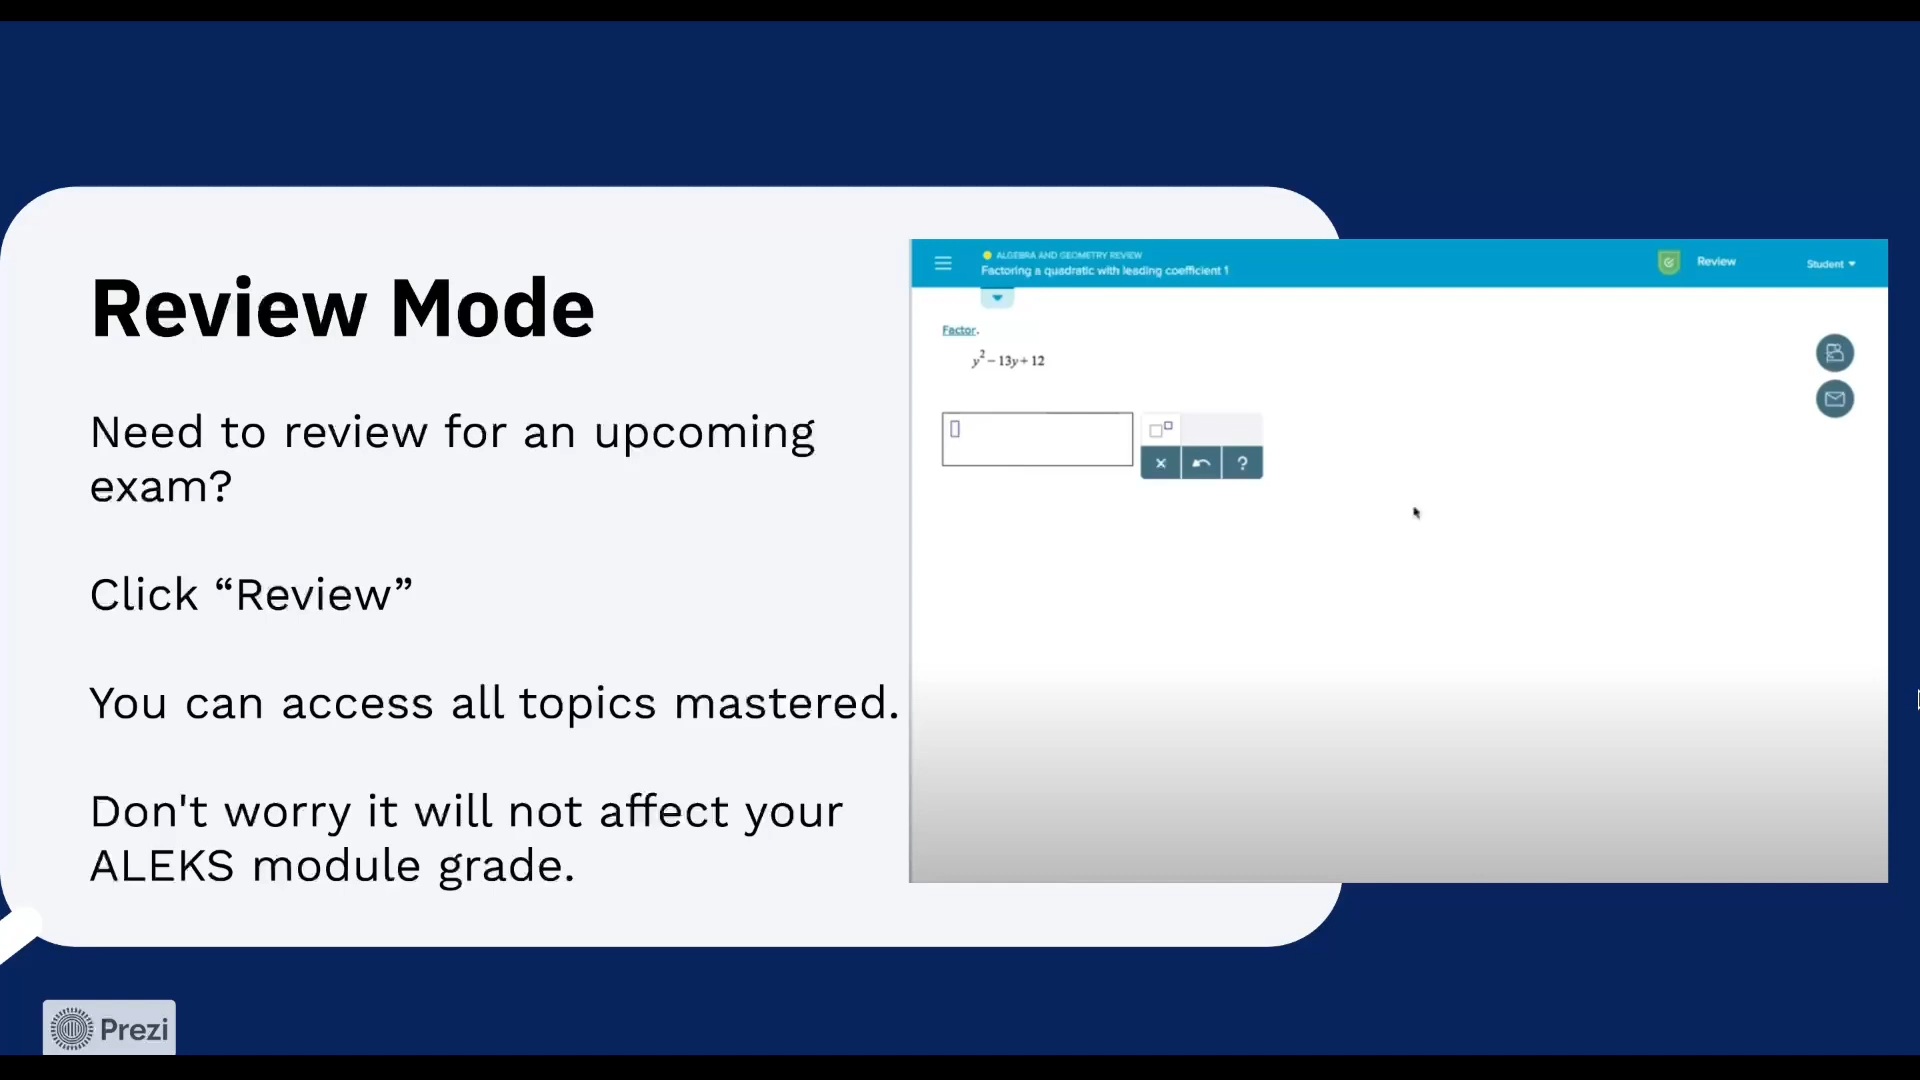 Review Mode
Need to review for an upcoming
exam?
Click “Review”
You can access all topics mastered.
Don't worry it will not affect your
ALEKS module grade.
ALGEBRA AND GEOMETRY REVIEW
Factoring a quadratic with leading coefficient 1
Review
Student
Factor.
y² − 13y + 12
?
Prezi